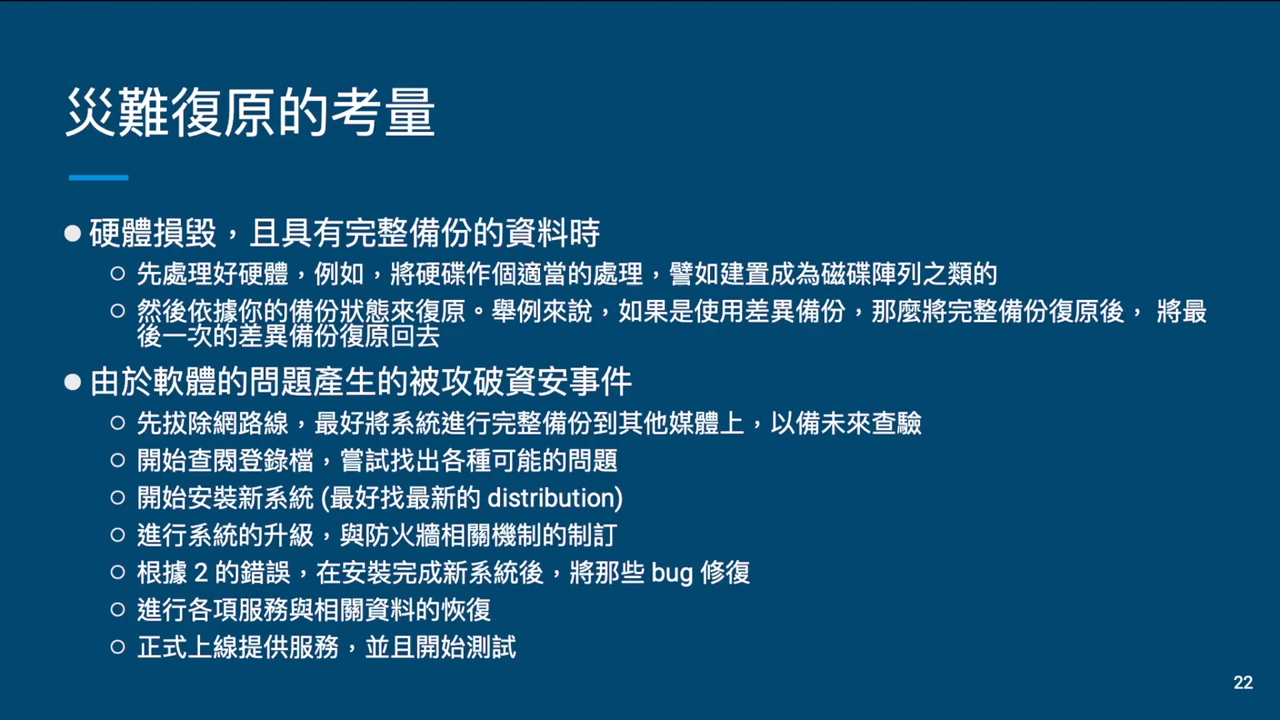 災難復原的考量
● 硬體損毀，且具有完整備份的資料時
○ 先處理好硬體，例如，將硬碟作個適當的處理，譬如建置成為磁碟陣列之類的
○ 然後依據你的備份狀態來復原。舉例來說，如果是使用差異備份，那麼將完整備份復原後， 將最
後一次的差異備份復原回去
● 由於軟體的問題產生的被攻破資安事件
○ 先拔除網路線，最好將系統進行完整備份到其他媒體上，以備未來查驗
○ 開始查閱登錄檔，嘗試找出各種可能的問題
○ 開始安裝新系統 (最好找最新的 distribution)
○ 進行系統的升級，與防火牆相關機制的制訂
○ 根據 2 的錯誤，在安裝完成新系統後，將那些 bug 修復
○ 進行各項服務與相關資料的恢復
○ 正式上線提供服務，並且開始測試
22